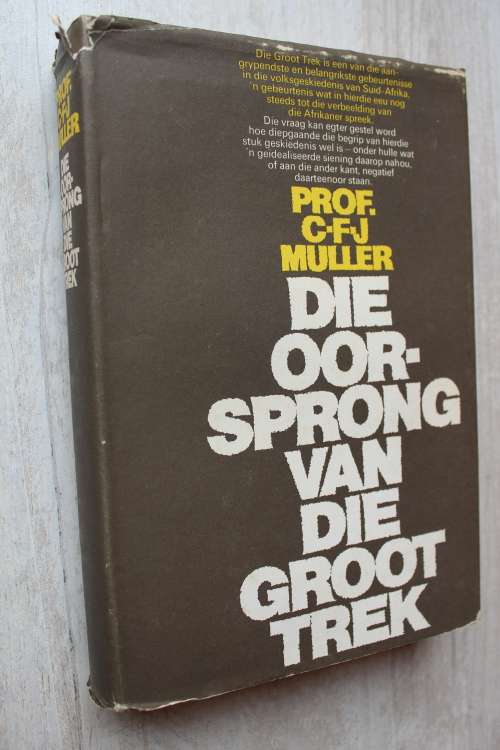 Die Groot Trek is een van die aan-
grypendste en belangrikste gebeurtenisse
in die volksgeskiedenis van Suid-Afrika,
'n gebeurtenis wat in hierdie eeu nog
steeds tot die verbeelding van
die Afrikaner spreek.
Die vraag kan egter gestel word
hoe diepgaande die begrip van hierdie
stuk geskiedenis wel is – onder hulle wat
'n geïdealiseerde siening daarop nahou,
of aan die ander kant, negatief
daarteenoor staan.
PROF.
C·F·J
MULLER
DIE
OOR-
SPRONG
VAN
DIE
GROOT
TREK
PROF.
C·F·J
MULLER
DIE
OOR-
SPRONG
VAN
DIE
GROOT
TREK